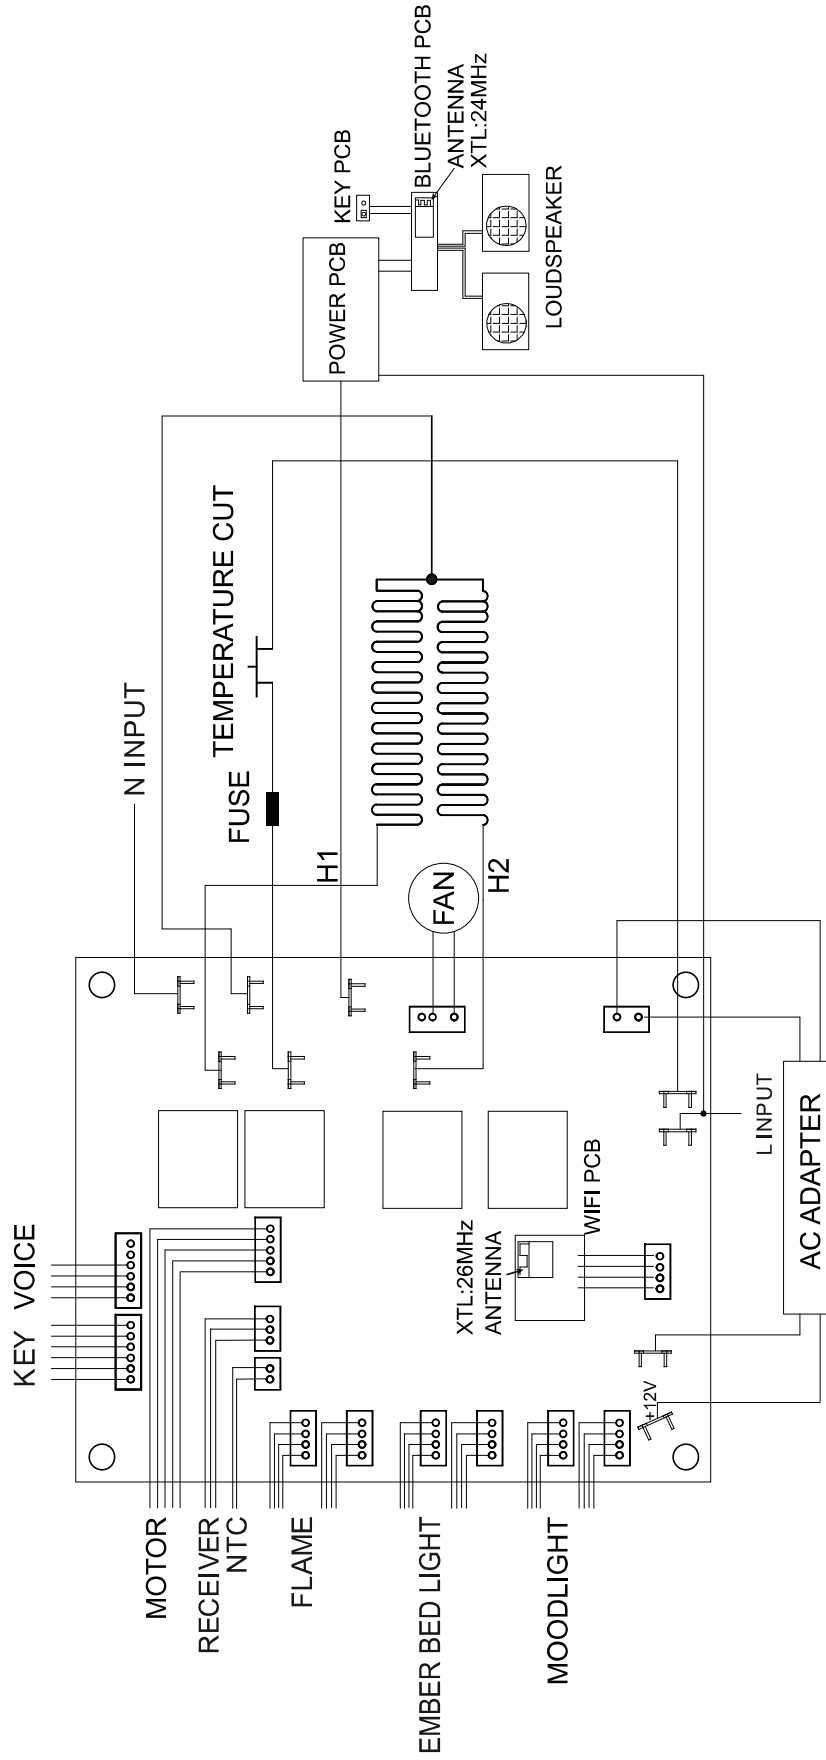 KEY VOICE
MOTOR
RECEIVER
NTC
FLAME
EMBER BED LIGHT
MOODLIGHT
XTL:26MHz
ANTENNA
WIFI PCB
+12V
AC ADAPTER
L INPUT
N INPUT
FUSE
TEMPERATURE CUT
H1
H2
FAN
POWER PCB
KEY PCB
BLUETOOTH PCB
ANTENNA
XTL:24MHz
LOUDSPEAKER